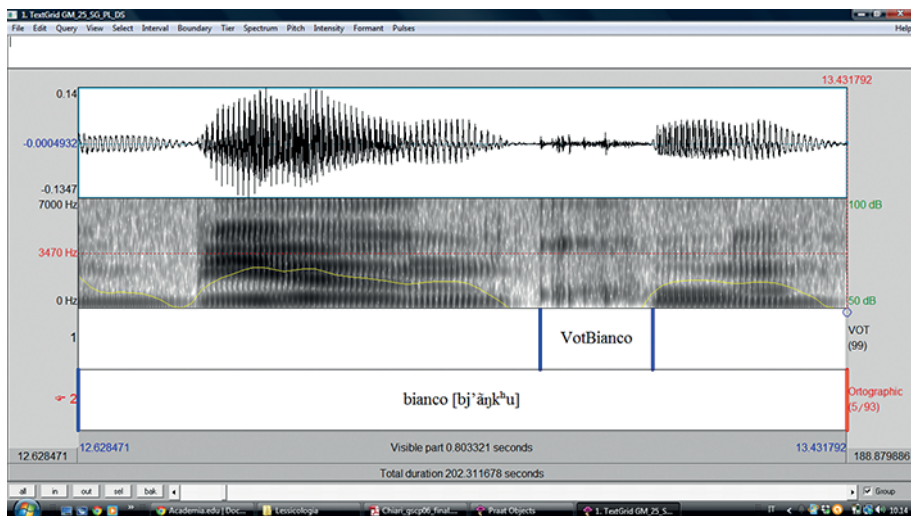 1. TextGrid GM_25_SG_PL_DS
File Edit Query View Select Interval Boundary Tier Spectrum Pitch Intensity Formant Pulses Help
13.431792
0.14
-0.0004932
-0.1347
7000 Hz
100 dB
3470 Hz
0 Hz
50 dB
1
VotBianco
VOT
(99)
2
bianco [bj’ãŋkʰu]
Ortographic
(5/93)
12.628471
12.628471 Visible part 0.803321 seconds 13.431792
188.879886
Total duration 202.311678 seconds
all in out sel bak Group
Academia.edu | Doc... Lessicologia Chiari_gscp06_final.... Praat Objects 1. TextGrid GM_25_S... IT 10.14